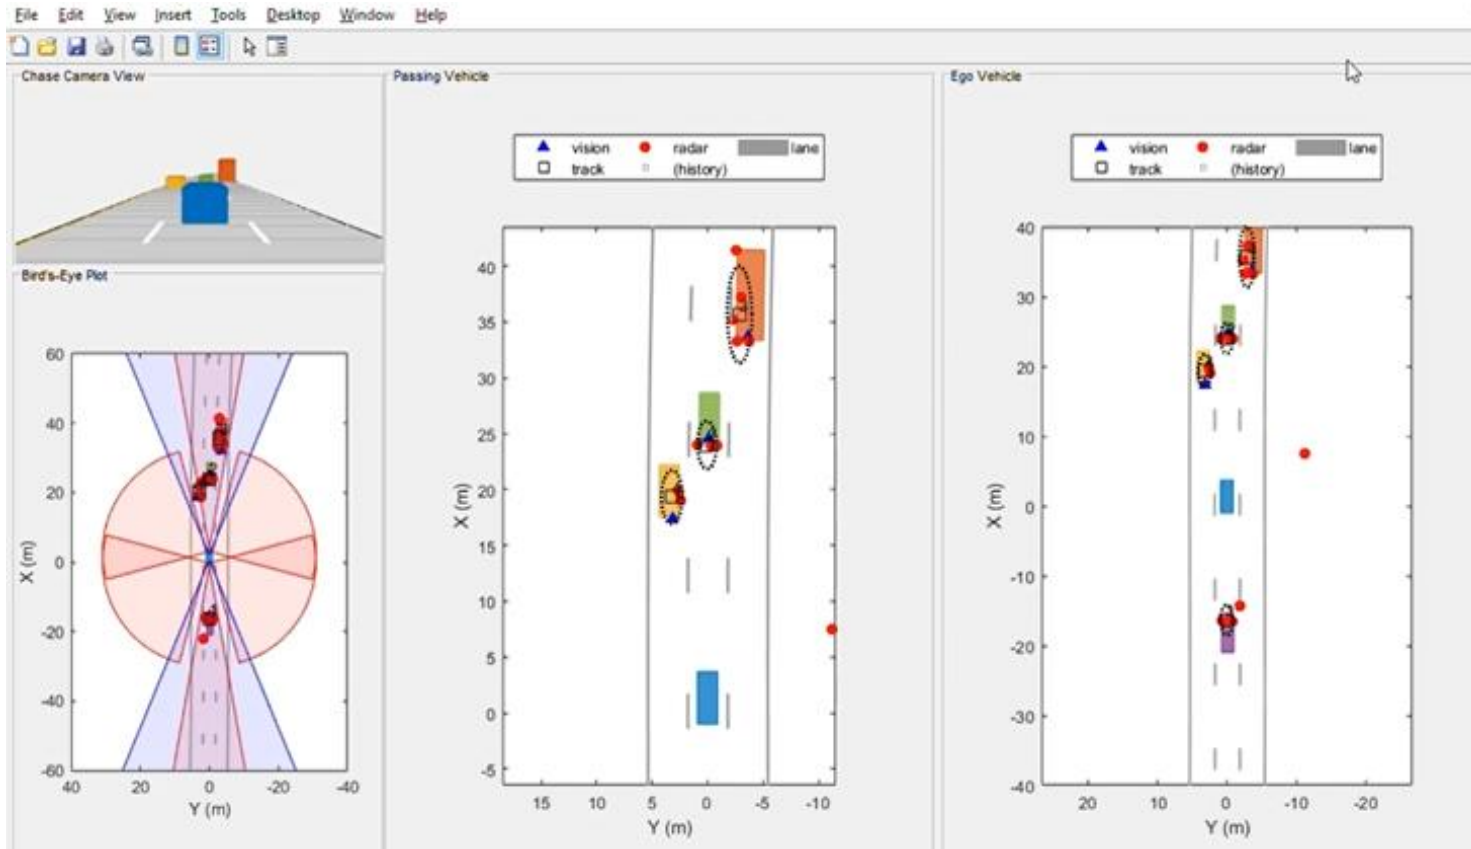 File Edit View Insert Tools Desktop Window Help
Chase Camera View
Bird's-Eye Plot
60
40
20
0
-20
-40
-60
X (m)
40 20 0 -20 -40
Y (m)
Passing Vehicle
vision radar lane
track (history)
40
35
30
25
20
15
10
5
0
-5
X (m)
15 10 5 0 -5 -10
Y (m)
Ego Vehicle
vision radar lane
track (history)
40
30
20
10
0
-10
-20
-30
-40
X (m)
20 10 0 -10 -20
Y (m)